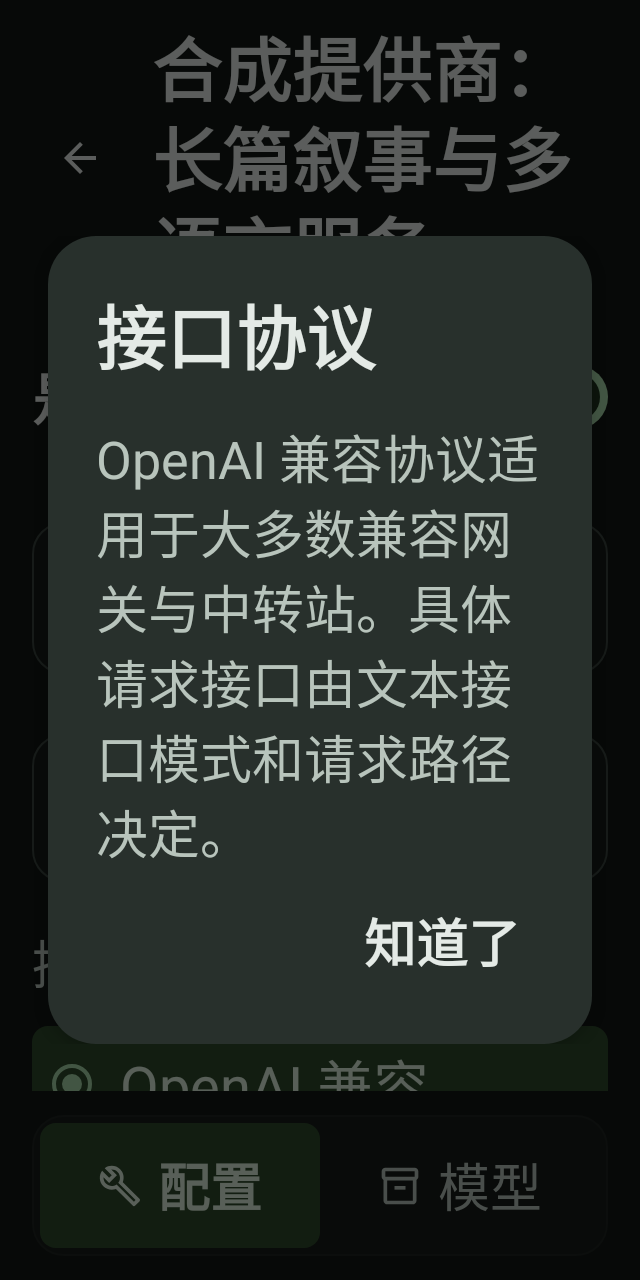 合成提供商：
长篇叙事与多
接口协议
OpenAI 兼容协议适
用于大多数兼容网
关与中转站。具体
请求接口由文本接
口模式和请求路径
决定。
知道了
OpenAI 兼容
配置
模型